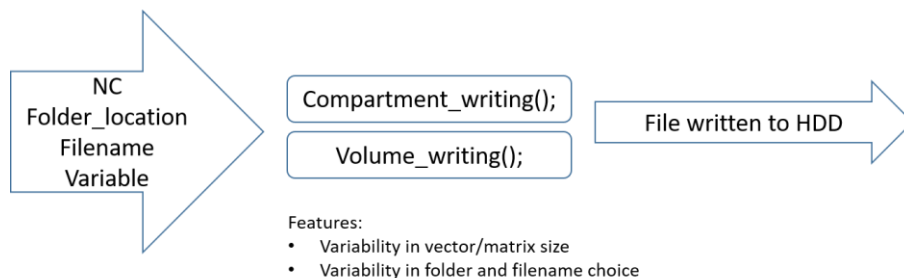 NC
Folder_location
Filename
Variable
Compartment_writing();
Volume_writing();
File written to HDD
Features:
• Variability in vector/matrix size
• Variability in folder and filename choice